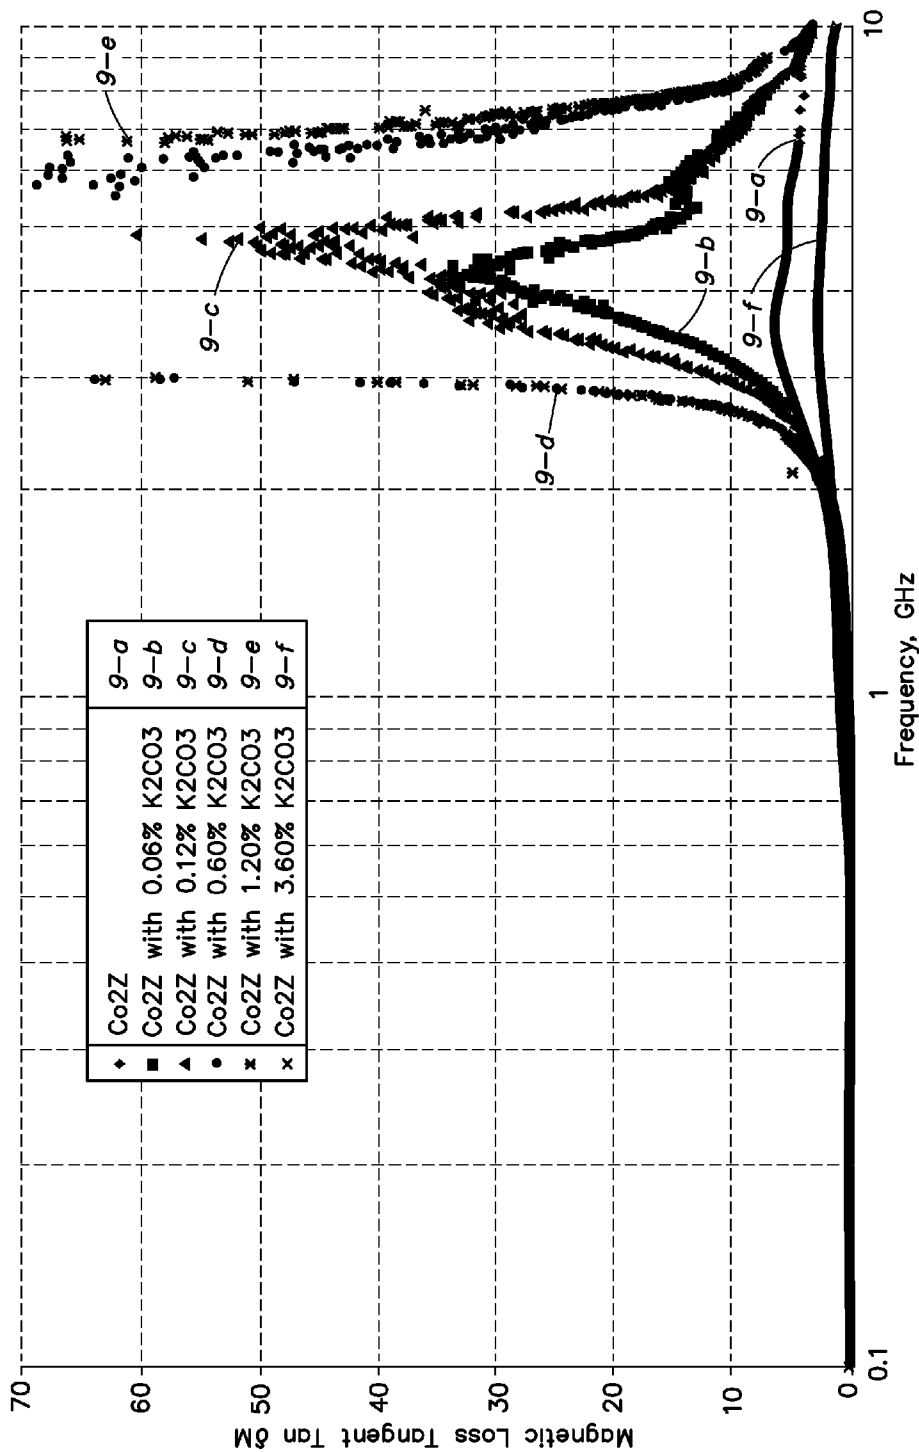 Magnetic Loss Tangent Tan δM
70
60
50
40
30
20
10
0
0.1
1
10
Frequency, GHz
Co2Z 9-a
Co2Z with 0.06% K2CO3 9-b
Co2Z with 0.12% K2CO3 9-c
Co2Z with 0.60% K2CO3 9-d
Co2Z with 1.20% K2CO3 9-e
Co2Z with 3.60% K2CO3 9-f
9-d
9-c
9-e
9-b
9-f
9-a